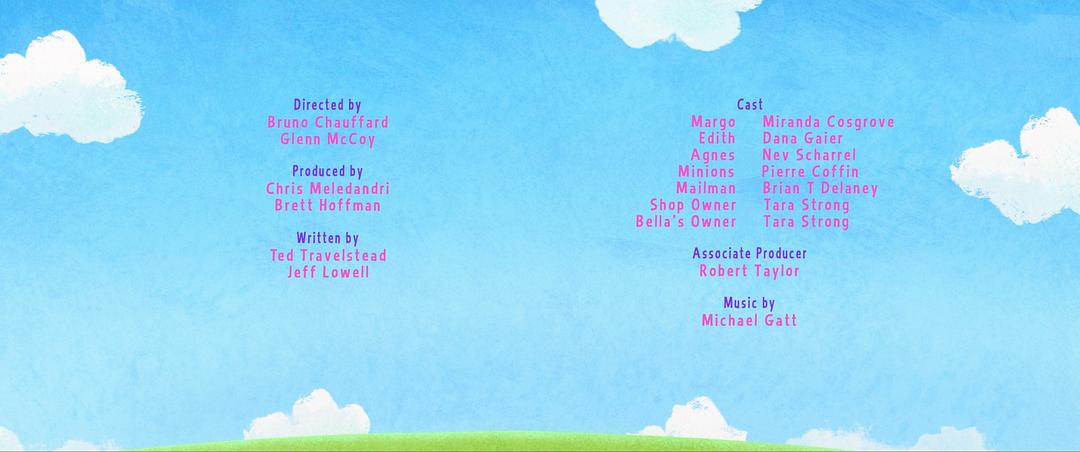 Directed by
Bruno Chauffard
Glenn McCoy
Produced by
Chris Meledandri
Brett Hoffman
Written by
Ted Travelstead
Jeff Lowell
Cast
Margo Miranda Cosgrove
Edith Dana Gaier
Agnes Nev Scharrel
Minions Pierre Coffin
Mailman Brian T Delaney
Shop Owner Tara Strong
Bella's Owner Tara Strong
Associate Producer
Robert Taylor
Music by
Michael Gatt